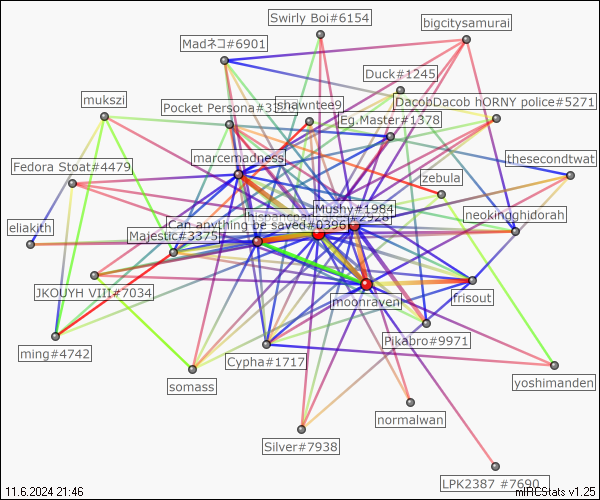 Swirly Boi#6154
bigcitysamurai
Madネコ#6901
Duck#1245
mukszi
DacobDacob hORNY police#5271
Pocket Persona#
shawntee9
Eg.Master#1378
marcemadness
thesecondtwat
Fedora Stoat#4479
zebula
Mushy#1984
neokingghidorah
Can anything be saved#0396
eliakith
Majestic#3375
JKOUYH VIII#7034
moonraven
frisout
Pikabro#9971
ming#4742
Cypha#1717
somass
yoshimanden
normalwan
Silver#7938
LPK2387 #7690
11.6.2024 21:46
mIRCStats v1.25